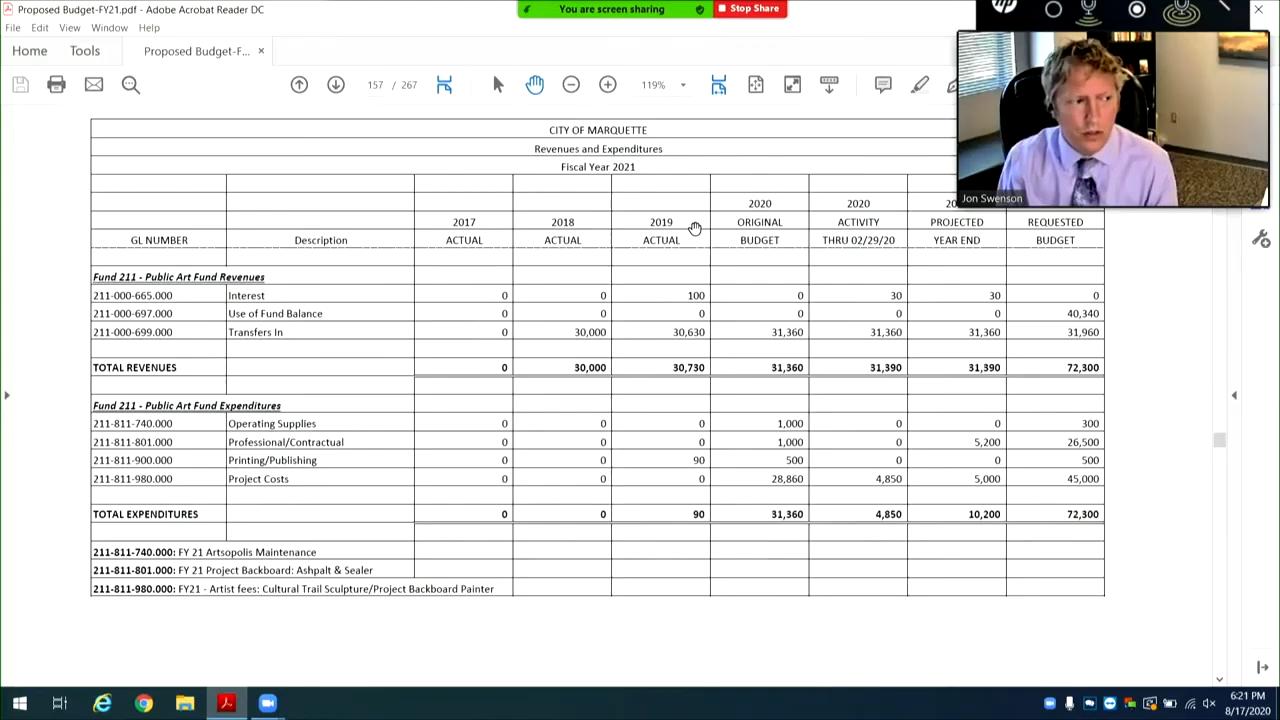 Proposed Budget-FY21.pdf - Adobe Acrobat Reader DC
You are screen sharing
Stop Share
File Edit View Window Help
Home Tools Proposed Budget-F... ×
157 / 267
119%
Jon Swenson
CITY OF MARQUETTE
Revenues and Expenditures
Fiscal Year 2021
2020 2020
2017 2018 2019 ORIGINAL ACTIVITY PROJECTED REQUESTED
GL NUMBER Description ACTUAL ACTUAL ACTUAL BUDGET THRU 02/29/20 YEAR END BUDGET
Fund 211 - Public Art Fund Revenues
211-000-665.000 Interest 0 0 100 0 30 30 0
211-000-697.000 Use of Fund Balance 0 0 0 0 0 0 40,340
211-000-699.000 Transfers In 0 30,000 30,630 31,360 31,360 31,360 31,960
TOTAL REVENUES 0 30,000 30,730 31,360 31,390 31,390 72,300
Fund 211 - Public Art Fund Expenditures
211-811-740.000 Operating Supplies 0 0 0 1,000 0 0 300
211-811-801.000 Professional/Contractual 0 0 0 1,000 0 5,200 26,500
211-811-900.000 Printing/Publishing 0 0 90 500 0 0 500
211-811-980.000 Project Costs 0 0 0 28,860 4,850 5,000 45,000
TOTAL EXPENDITURES 0 0 90 31,360 4,850 10,200 72,300
211-811-740.000: FY 21 Artsopolis Maintenance
211-811-801.000: FY 21 Project Backboard: Ashpalt & Sealer
211-811-980.000: FY21 - Artist fees: Cultural Trail Sculpture/Project Backboard Painter
6:21 PM
8/17/2020